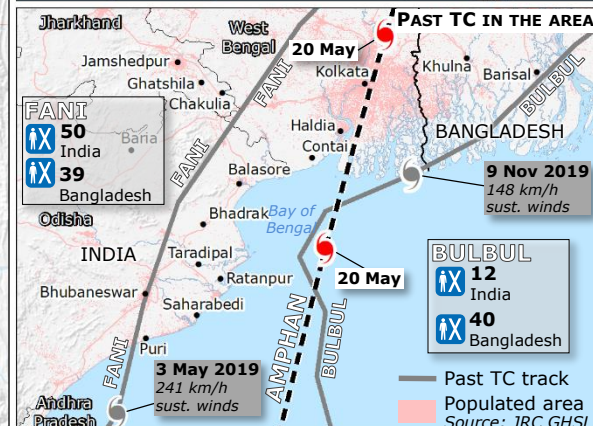 PAST TC IN THE AREA
Jharkhand
West
Bengal
20 May
Jamshedpur
Kolkata
Khulna
Barisal
Ghatshila
Chakulia
FANI
BULBUL
FANI
50
India
39
Bangladesh
Baria
Haldia
Contai
BANGLADESH
FANI
Balasore
9 Nov 2019
148 km/h
sust. winds
Odisha
Bhadrak
Bay of
Bengal
INDIA
Taradipal
Ratanpur
20 May
BULBUL
12
India
40
Bangladesh
Bhubaneswar
Saharabedi
Puri
AMPHAN
BULBUL
FANI
3 May 2019
241 km/h
sust. winds
Past TC track
Populated area
Source: JRC GHSL
Andhra
Pradesh